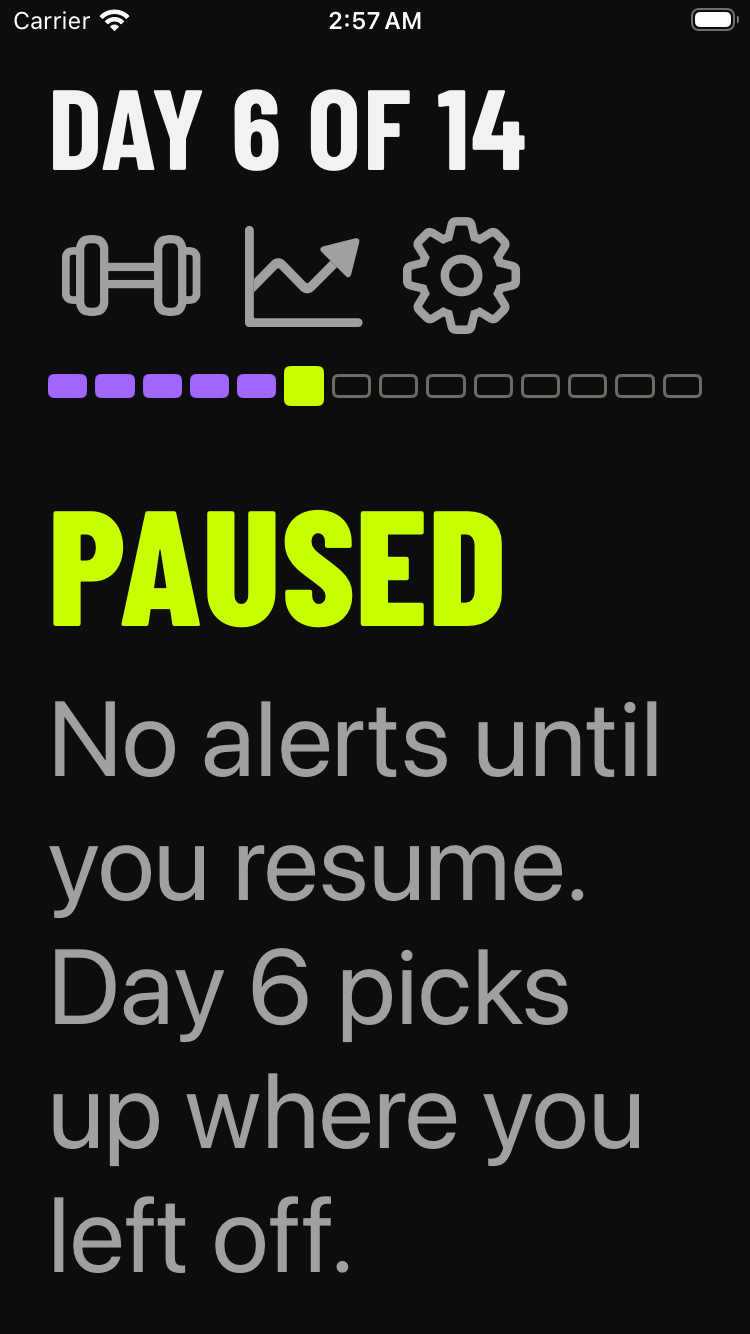 Carrier 2:57 AM
DAY 6 OF 14
PAUSED
No alerts until
you resume.
Day 6 picks
up where you
left off.